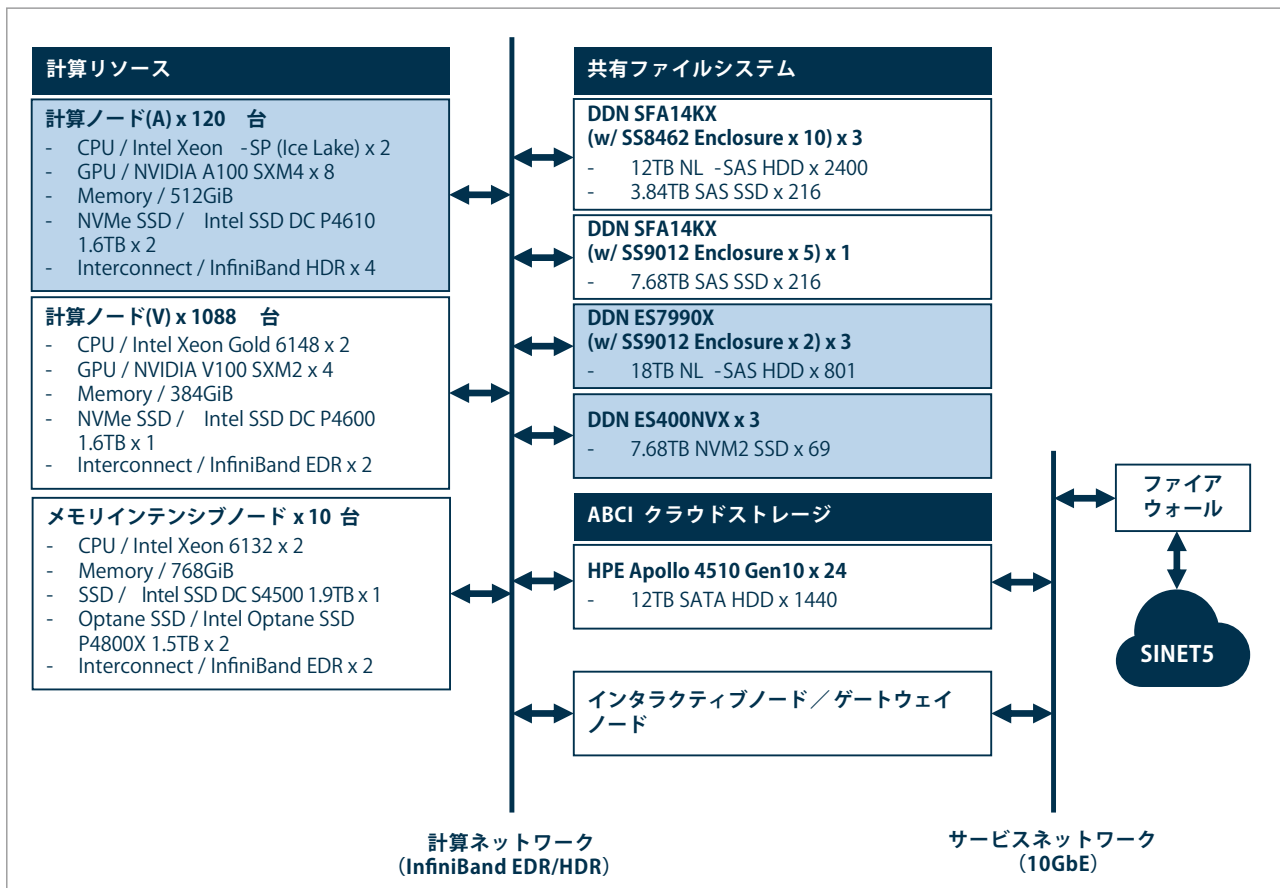 計算リソース
計算ノード(A) x 120 台
- CPU / Intel Xeon -SP (Ice Lake) x 2
- GPU / NVIDIA A100 SXM4 x 8
- Memory / 512GiB
- NVMe SSD / Intel SSD DC P4610
1.6TB x 2
- Interconnect / InfiniBand HDR x 4
計算ノード(V) x 1088 台
- CPU / Intel Xeon Gold 6148 x 2
- GPU / NVIDIA V100 SXM2 x 4
- Memory / 384GiB
- NVMe SSD / Intel SSD DC P4600
1.6TB x 1
- Interconnect / InfiniBand EDR x 2
メモリインテンシブノード x 10 台
- CPU / Intel Xeon 6132 x 2
- Memory / 768GiB
- SSD / Intel SSD DC S4500 1.9TB x 1
- Optane SSD / Intel Optane SSD
P4800X 1.5TB x 2
- Interconnect / InfiniBand EDR x 2
共有ファイルシステム
DDN SFA14KX
(w/ SS8462 Enclosure x 10) x 3
- 12TB NL -SAS HDD x 2400
- 3.84TB SAS SSD x 216
DDN SFA14KX
(w/ SS9012 Enclosure x 5) x 1
- 7.68TB SAS SSD x 216
DDN ES7990X
(w/ SS9012 Enclosure x 2) x 3
- 18TB NL -SAS HDD x 801
DDN ES400NVX x 3
- 7.68TB NVM2 SSD x 69
ABCI クラウドストレージ
HPE Apollo 4510 Gen10 x 24
- 12TB SATA HDD x 1440
インタラクティブノード／ゲートウェイ
ノード
ファイア
ウォール
SINET5
計算ネットワーク
（InfiniBand EDR/HDR）
サービスネットワーク
（10GbE）